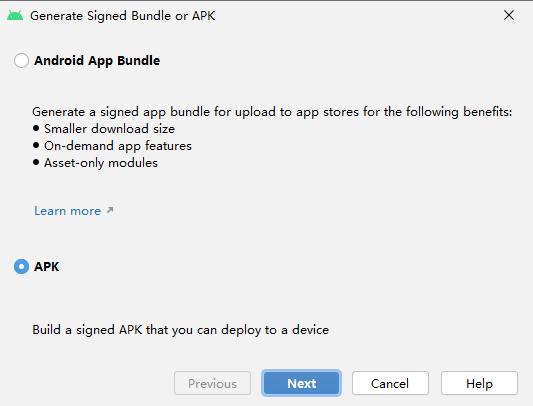 Generate Signed Bundle or APK
Android App Bundle
Generate a signed app bundle for upload to app stores for the following benefits:
● Smaller download size
● On-demand app features
● Asset-only modules
Learn more ↗
APK
Build a signed APK that you can deploy to a device
Previous Next Cancel Help